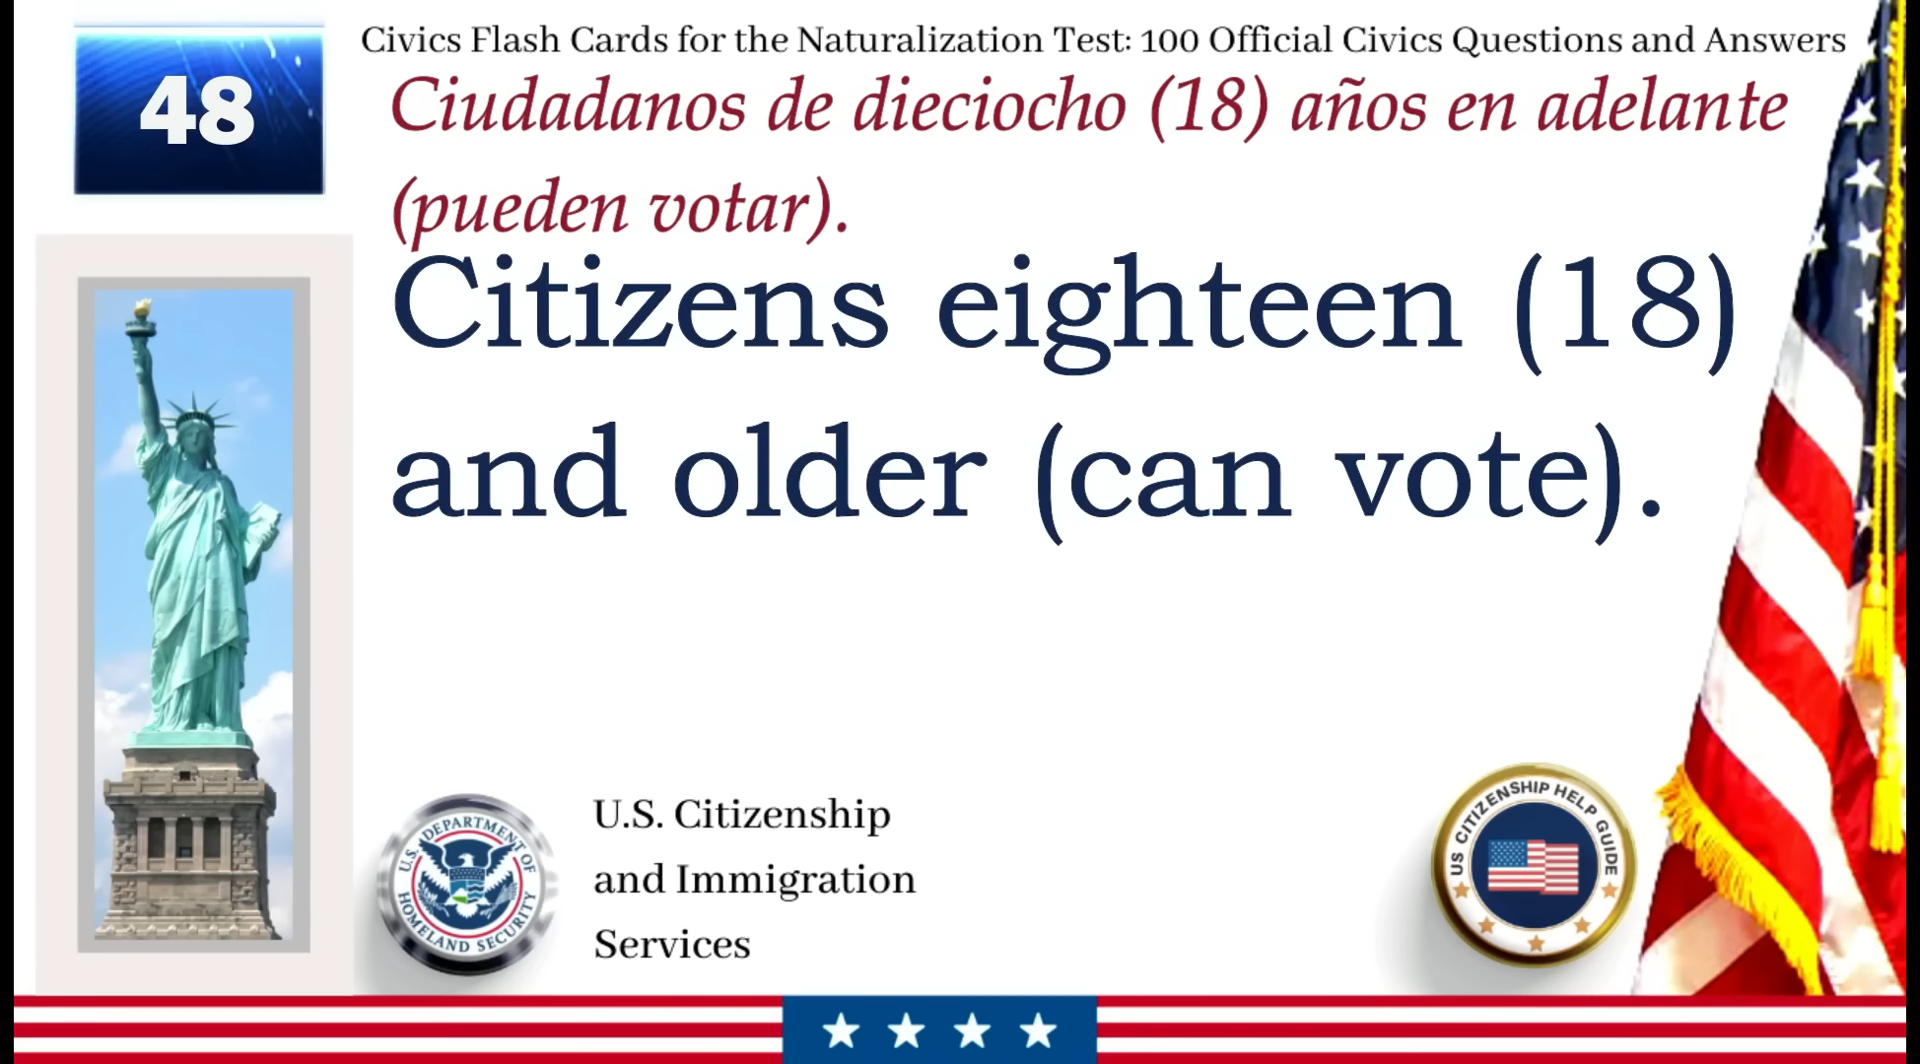 48
Civics Flash Cards for the Naturalization Test: 100 Official Civics Questions and Answers
Ciudadanos de dieciocho (18) años en adelante
(pueden votar).
Citizens eighteen (18)
and older (can vote).
U.S. DEPARTMENT OF
HOMELAND SECURITY
U.S. Citizenship
and Immigration
Services
US CITIZENSHIP HELP GUIDE